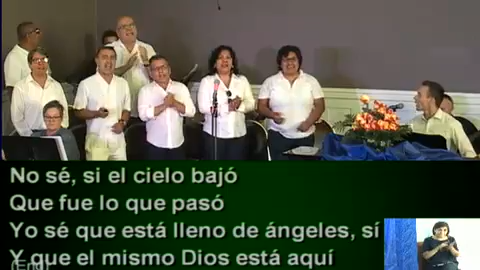 No sé, si el cielo bajó
Que fue lo que pasó
Yo sé que está lleno de ángeles, sí
Y que el mismo Dios está aquí
(Eng)